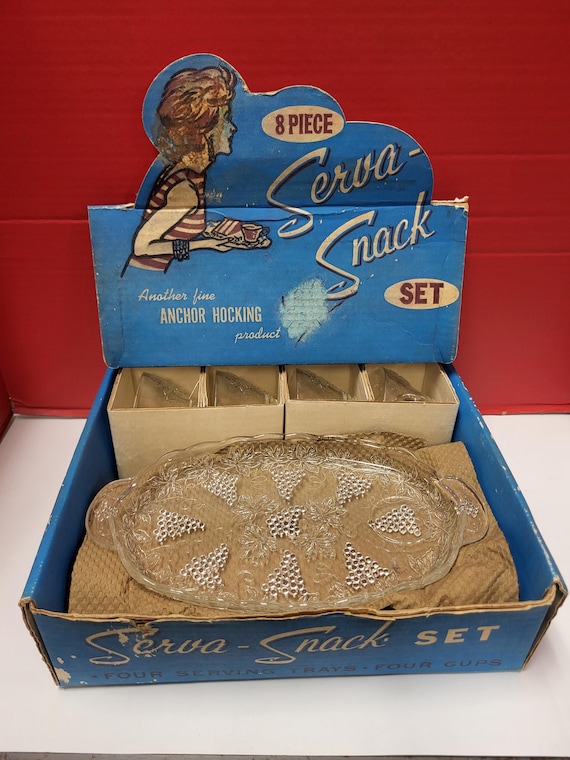 8 PIECE
Serva-
Snack
SET
Another fine
ANCHOR HOCKING
product
Serva-Snack SET
• FOUR SERVING TRAYS • FOUR CUPS